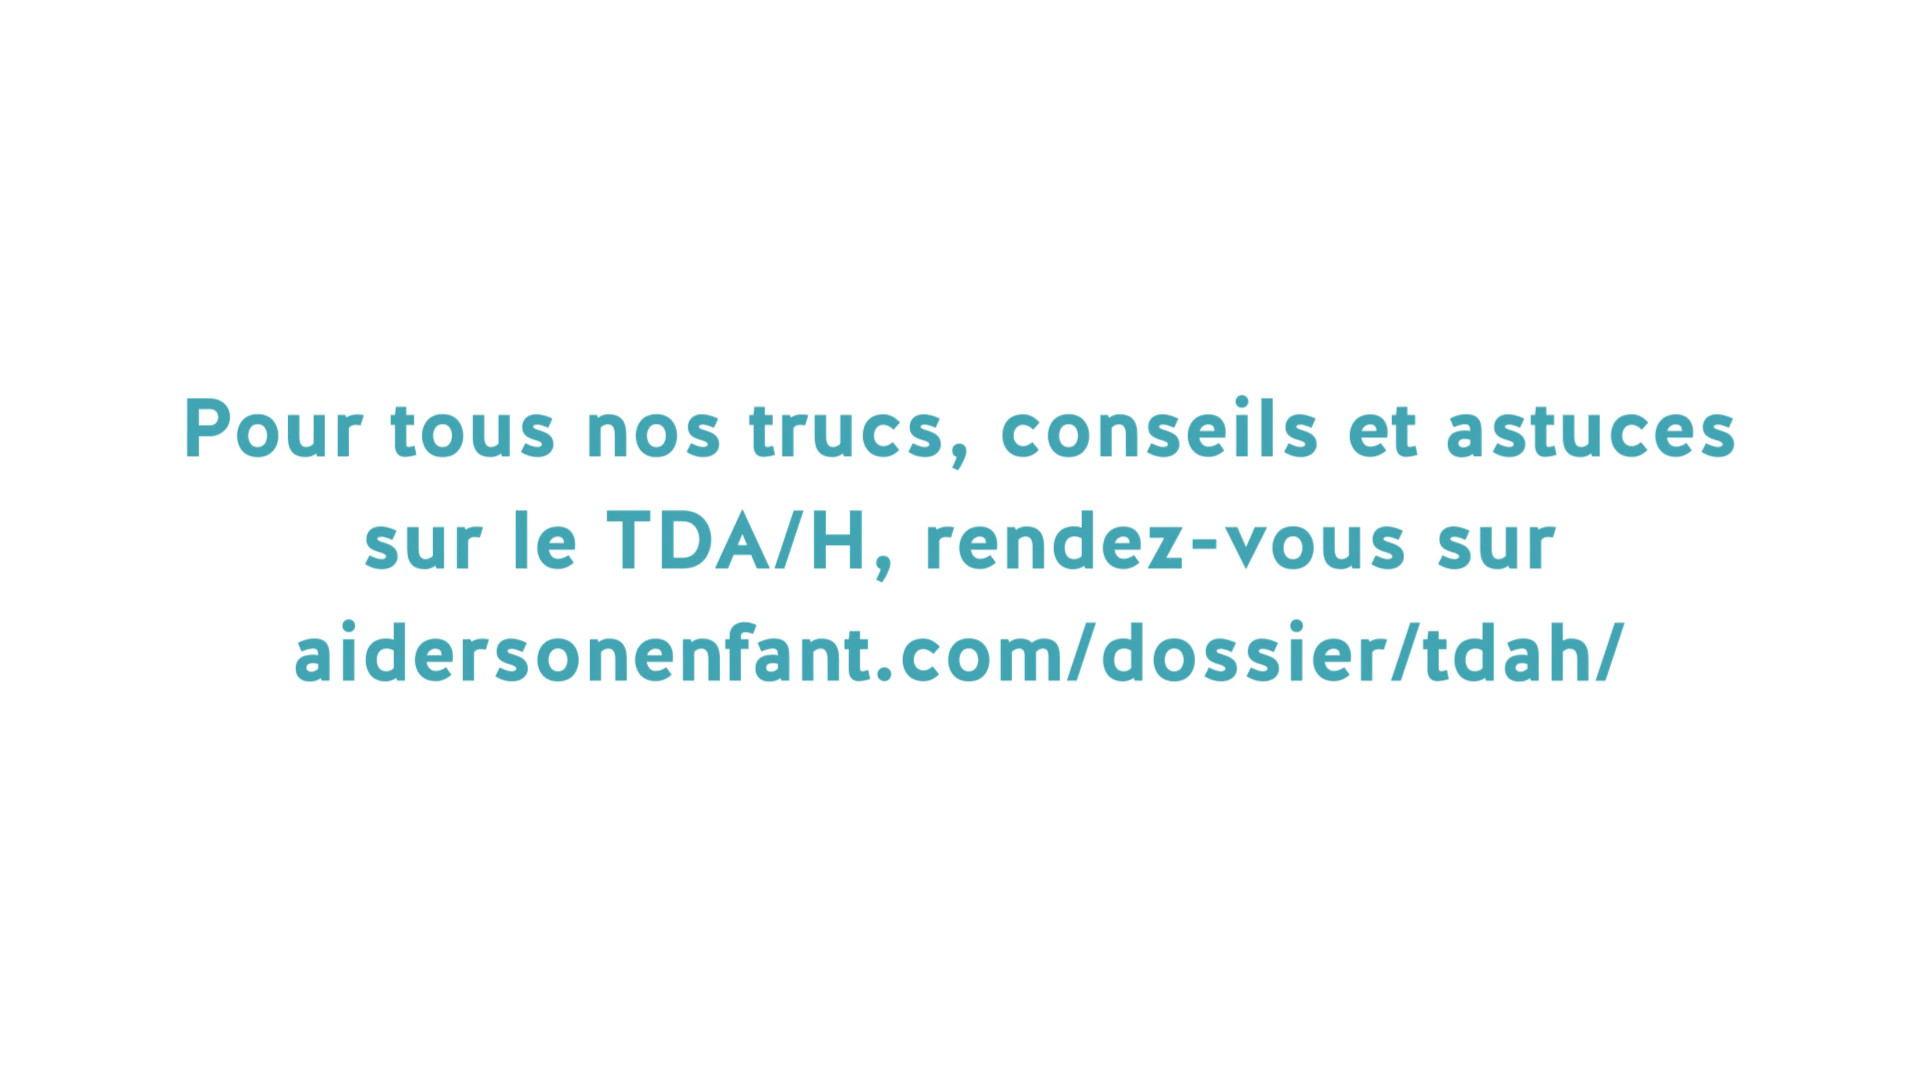 Pour tous nos trucs, conseils et astuces
sur le TDA/H, rendez-vous sur
aidersonenfant.com/dossier/tdah/